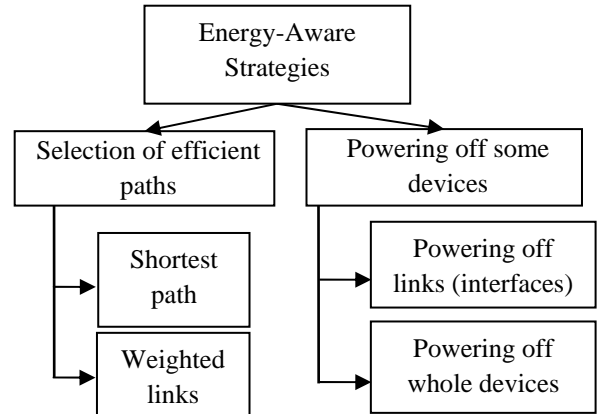 Energy-Aware
Strategies
Selection of efficient
paths
Powering off some
devices
Shortest
path
Powering off
links (interfaces)
Weighted
links
Powering off
whole devices